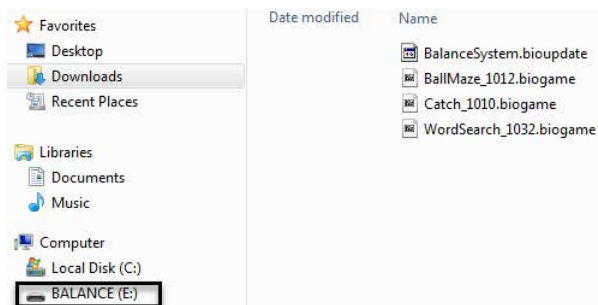 Favorites
Desktop
Downloads
Recent Places
Libraries
Documents
Music
Computer
Local Disk (C:)
BALANCE (E:)
Date modified Name
BalanceSystem.bioupdate
BallMaze_1012.biogame
Catch_1010.biogame
WordSearch_1032.biogame